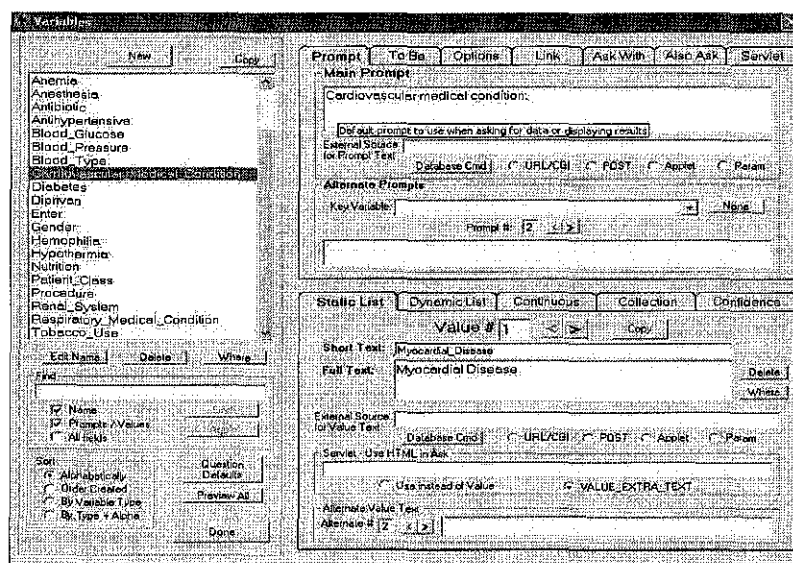 Variables
New
Copy
Anemia
Anesthesia
Antibiotic
Antihypertensive
Blood_Glucose
Blood_Pressure
Blood_Type
Cardiovascular_Medical_Condition
Diabetes
Diprivan
Enter
Gender
Hemophilia
Hypothermia
Nutrition
Patient_Class
Procedure
Renal_System
Respiratory_Medical_Condition
Tobacco_Use
Edit Name
Delete
Where
Find
Name
Prompts / Values
All fields
Sort
Alphabetically
Order Created
By Variable Type
By Type + Alpha
Question Defaults
Preview All
Done
Prompt
To Be
Options
Link
Ask With
Also Ask
Servlet
Main Prompt
Cardiovascular medical condition:
Default prompt to use when asking for data or displaying results
External Source
for Prompt Text
Database Cmd
URL/CGI
POST
Applet
Param
Alternate Prompts
Key Variable:
None
Prompt #: 2 < >
Static List
Dynamic List
Continuous
Collection
Confidence
Value # 1 < >
Copy
Short Text: Myocardial_Disease
Full Text: Myocardial Disease
Delete
Where
External Source
for Value Text
Database Cmd
URL/CGI
POST
Applet
Param
Servlet - Use HTML in Ask
Use Instead of Value
VALUE_EXTRA_TEXT
Alternate Value Text
Alternate # 2 < >